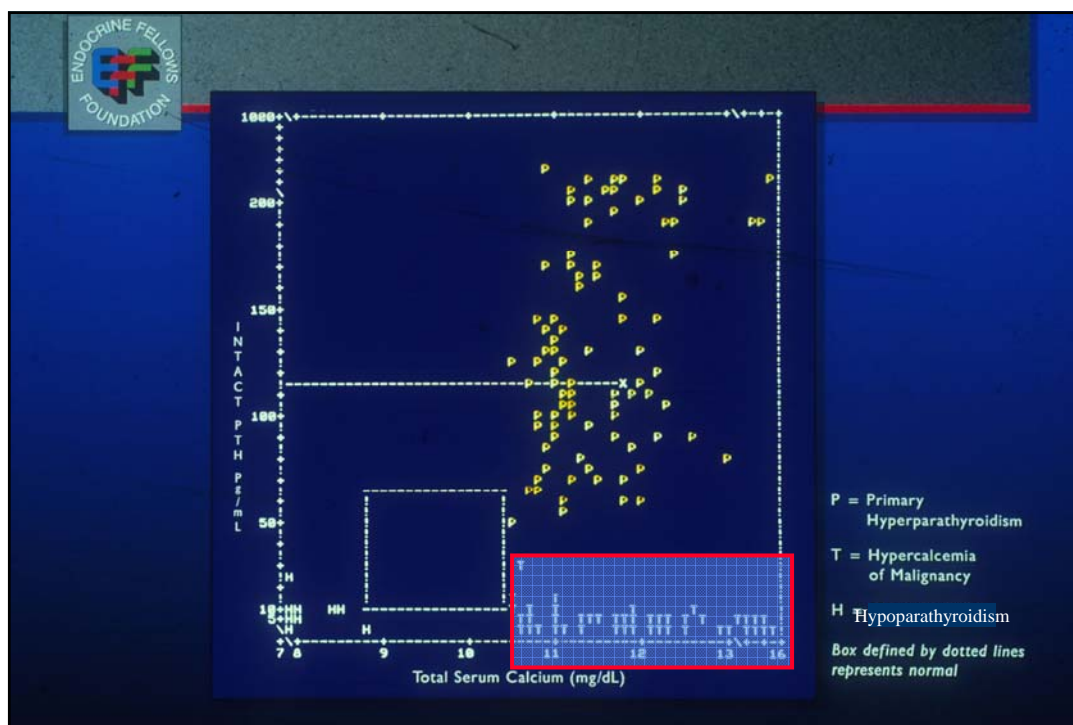 ENDOCRINE FELLOWS
FOUNDATION
EFF
1000
200
150
100
50
10
5
INTACT PTH Pg/mL
7 8 9 10 11 12 13 16
Total Serum Calcium (mg/dL)
P = Primary
Hyperparathyroidism
T = Hypercalcemia
of Malignancy
H = Hypoparathyroidism
Box defined by dotted lines
represents normal